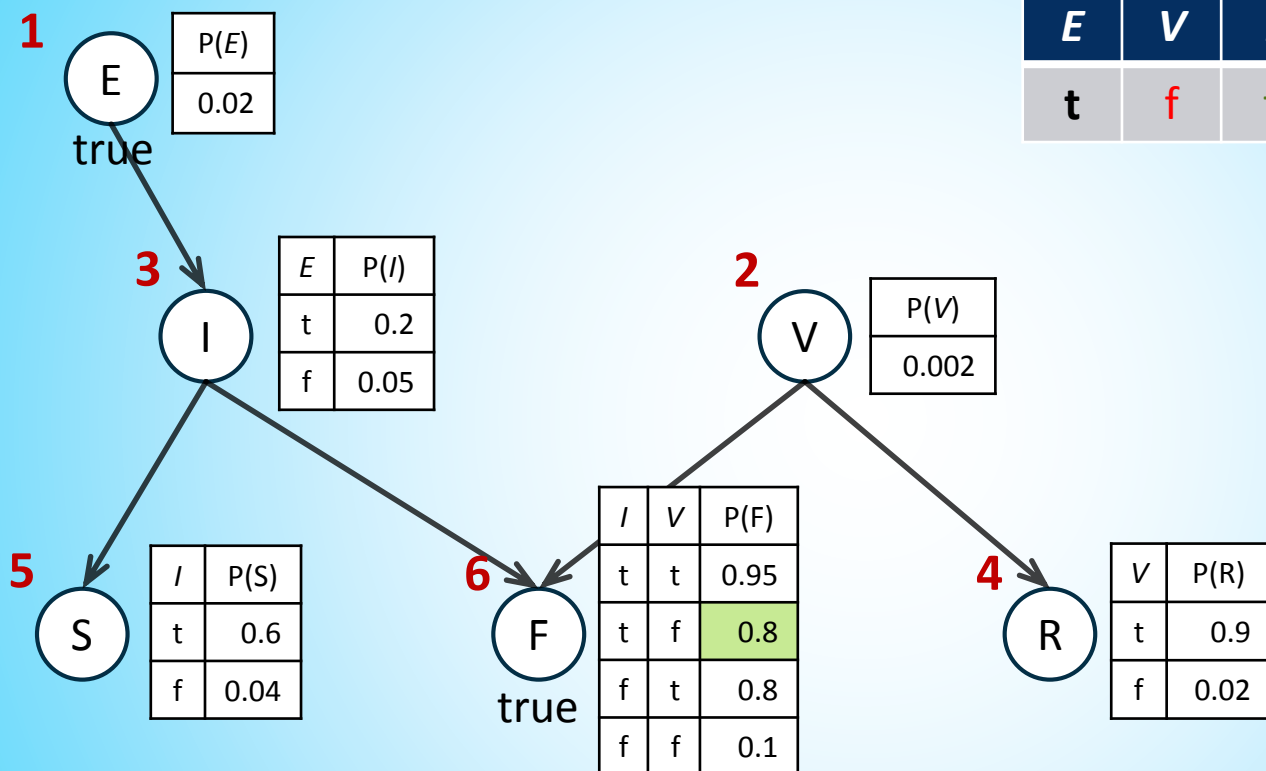 1
E
true
P(E)
0.02
E V
t f
3
I
E P(I)
t 0.2
f 0.05
2
V
P(V)
0.002
5
S
I P(S)
t 0.6
f 0.04
6
F
true
I V P(F)
t t 0.95
t f 0.8
f t 0.8
f f 0.1
4
R
V P(R)
t 0.9
f 0.02